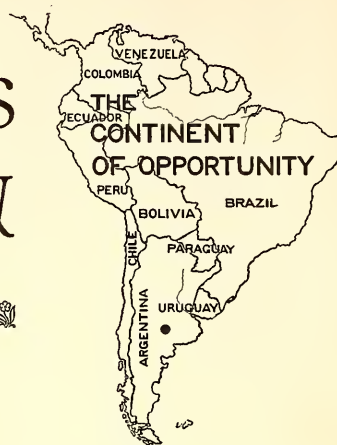 VENEZUELA
COLOMBIA
THE
ECUADOR
CONTINENT
OF OPPORTUNITY
PERU
BRAZIL
BOLIVIA
CHILE
PARAGUAY
ARGENTINA
URUGUAY
S